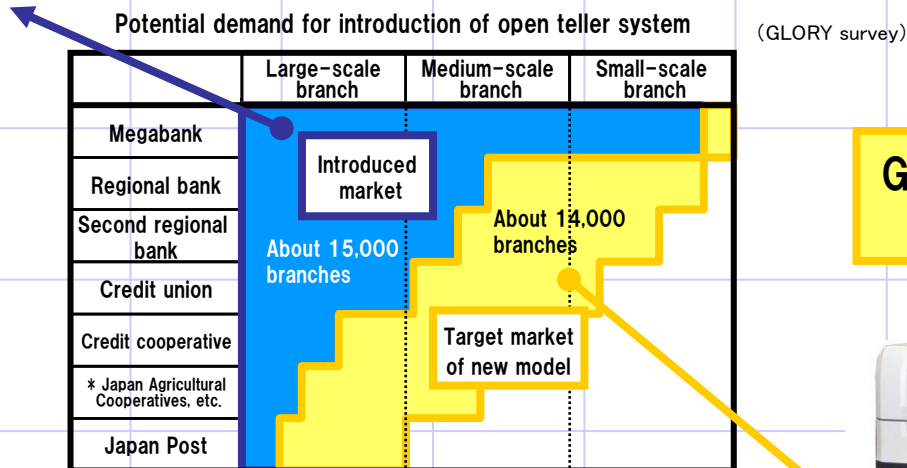 Potential demand for introduction of open teller system
(GLORY survey)
Large-scale
branch
Medium-scale
branch
Small-scale
branch
Megabank
Regional bank
Second regional
bank
Credit union
Credit cooperative
* Japan Agricultural
Cooperatives, etc.
Japan Post
Introduced
market
About 15,000
branches
About 14,000
branches
Target market
of new model
G